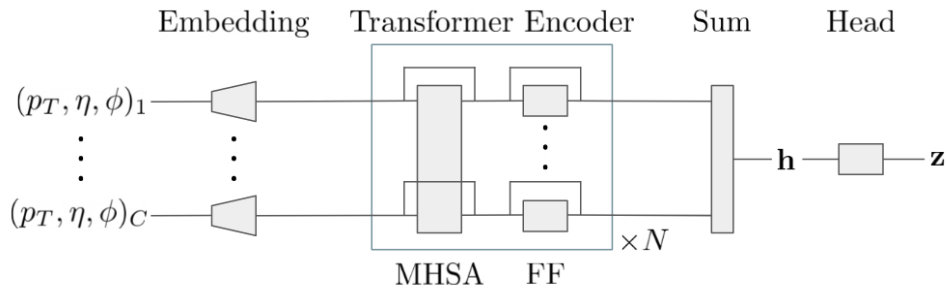 Embedding Transformer Encoder Sum Head
(p_T, η, ϕ)_1
h z
(p_T, η, ϕ)_C
×N
MHSA FF